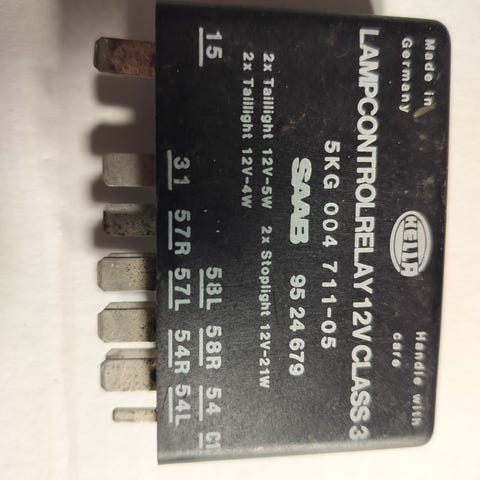 Made in
Germany
HELLA
Handle with
care
LAMPCONTROLRELAY 12V CLASS 3
5KG 004 711-05
SAAB 95 24 679
2x Taillight 12V-5W 2x Stoplight 12V-21W
2x Taillight 12V-4W
58L 58R 54 C1
15 31 57R 57L 54R 54L